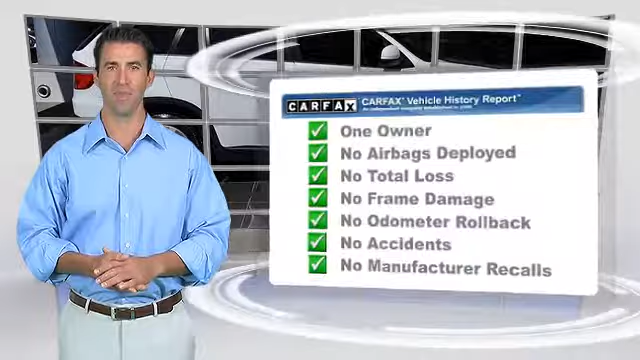 CARFAX CARFAX Vehicle History Report™
One Owner
No Airbags Deployed
No Total Loss
No Frame Damage
No Odometer Rollback
No Accidents
No Manufacturer Recalls